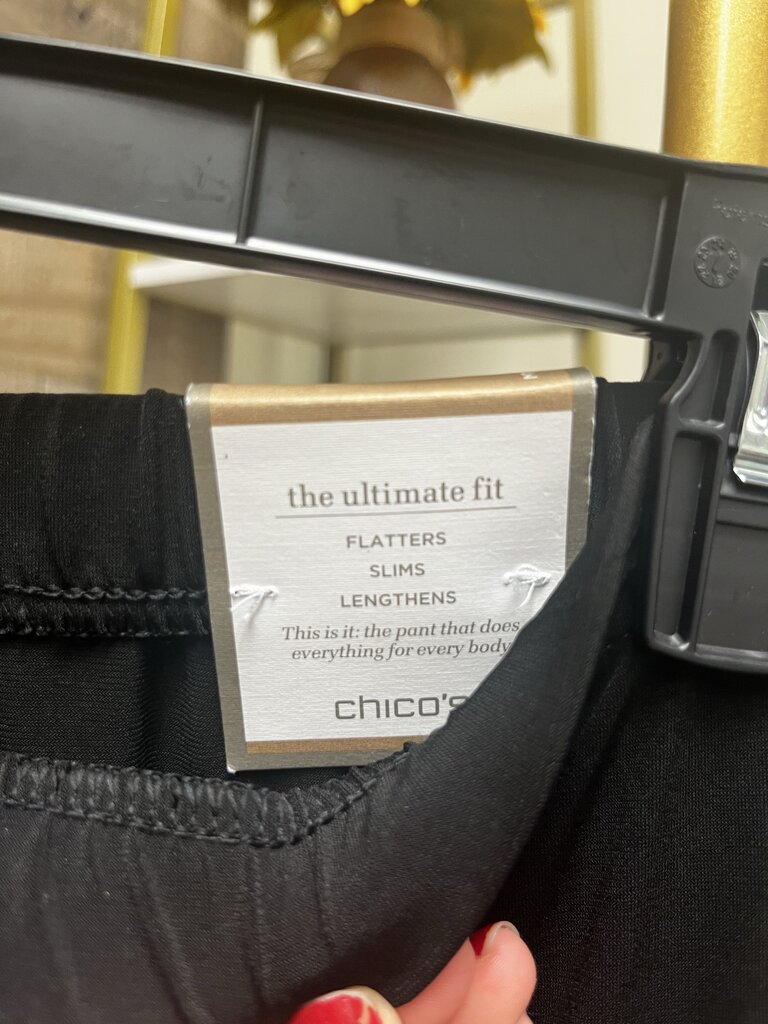 the ultimate fit
FLATTERS
SLIMS
LENGTHENS
This is it: the pant that does
everything for every body
chico's